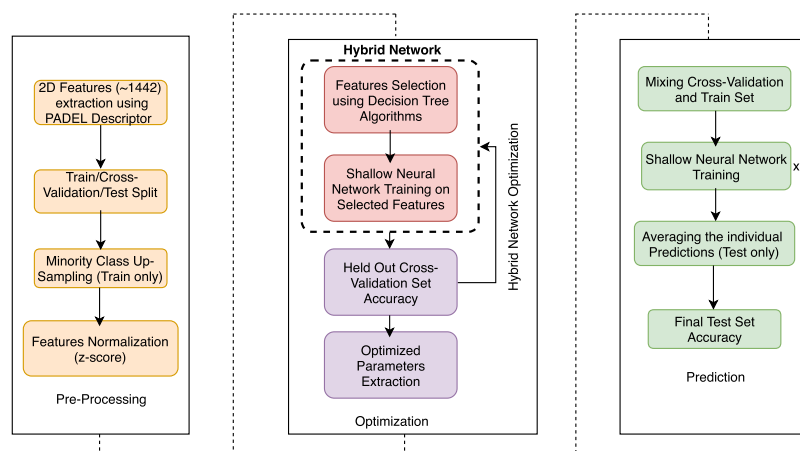 2D Features (~1442)
extraction using
PADEL Descriptor
Train/Cross-
Validation/Test Split
Minority Class Up-
Sampling (Train only)
Features Normalization
(z-score)
Pre-Processing
Hybrid Network
Features Selection
using Decision Tree
Algorithms
Shallow Neural
Network Training on
Selected Features
Held Out Cross-
Validation Set
Accuracy
Optimized
Parameters
Extraction
Hybrid Network Optimization
Optimization
Mixing Cross-Validation
and Train Set
Shallow Neural Network
Training
x
Averaging the individual
Predictions (Test only)
Final Test Set
Accuracy
Prediction